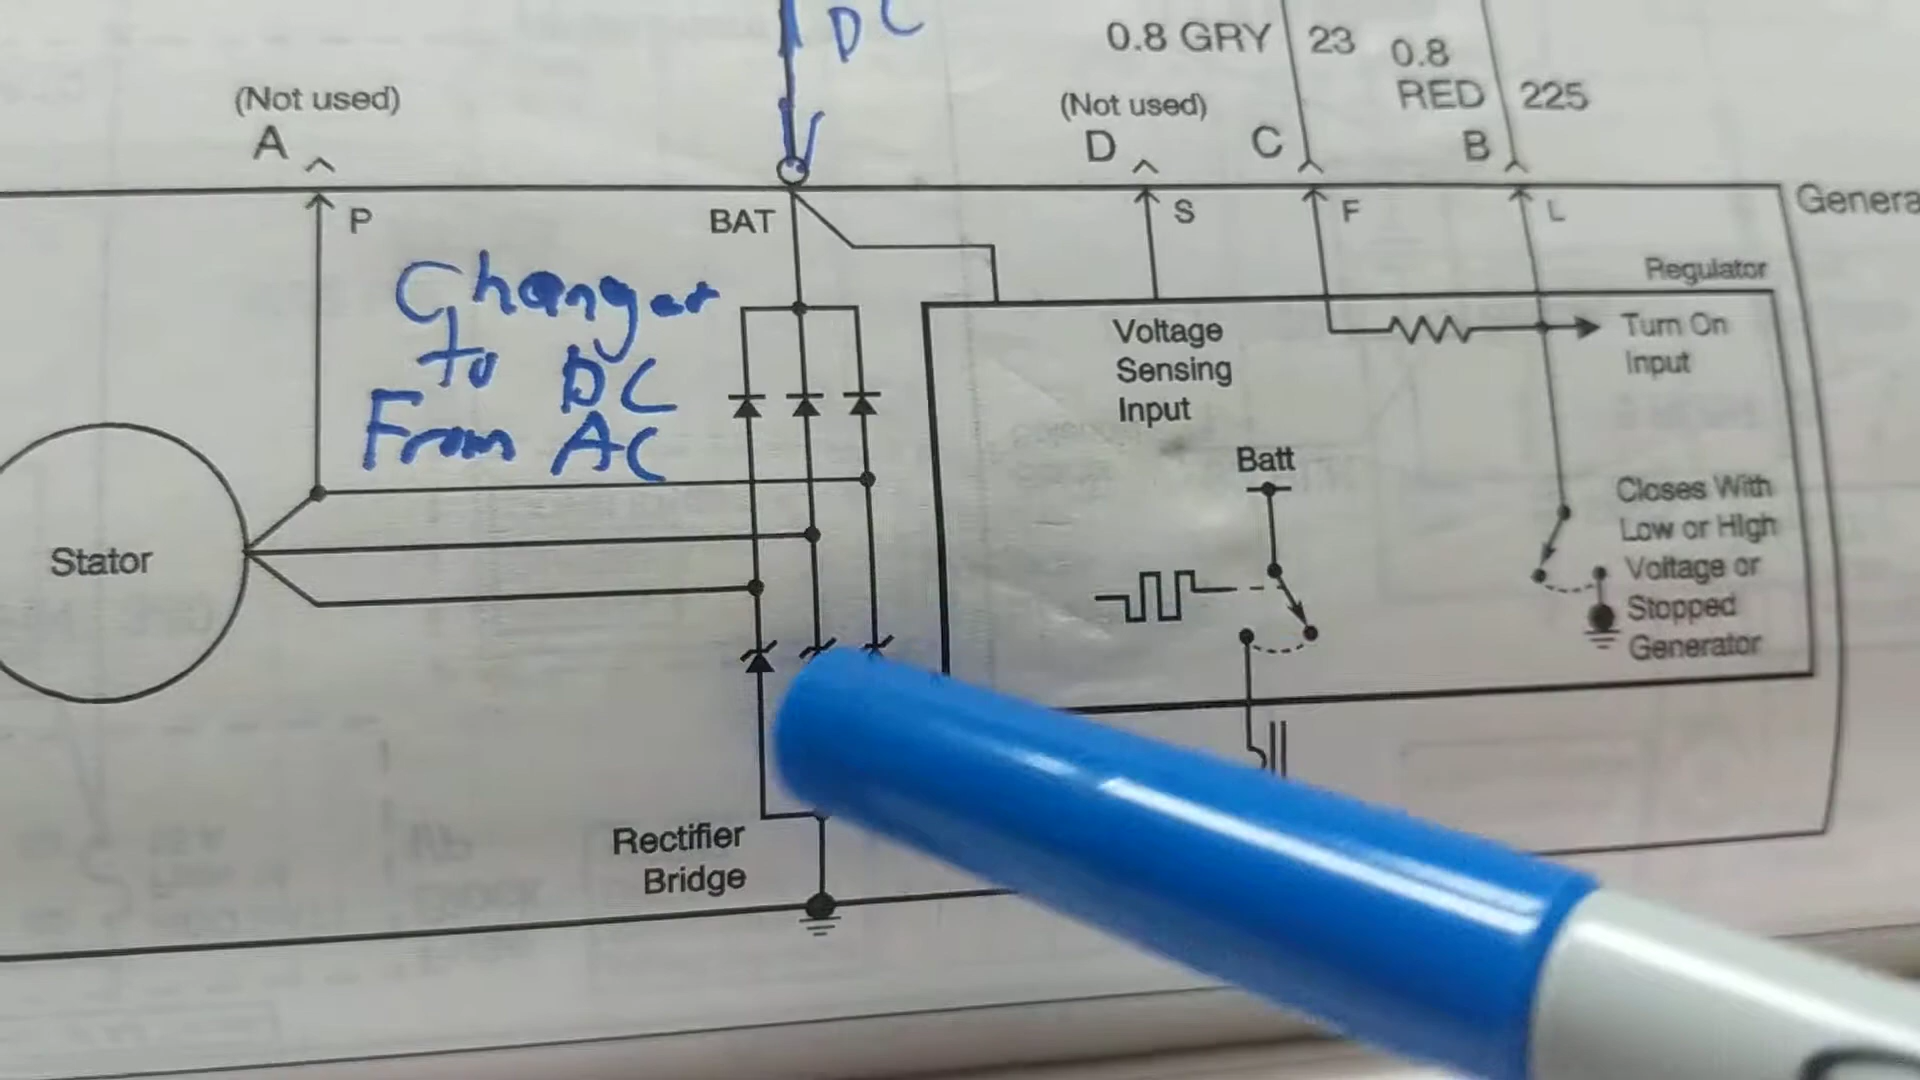 DC
0.8 GRY 23
0.8
RED 225
(Not used)
A
(Not used)
D
C
B
P
BAT
S
F
L
Genera
Regulator
Changer
to DC
From AC
Voltage
Sensing
Input
Turn On
Input
Batt
Stator
Closes With
Low or High
Voltage or
Stopped
Generator
Rectifier
Bridge